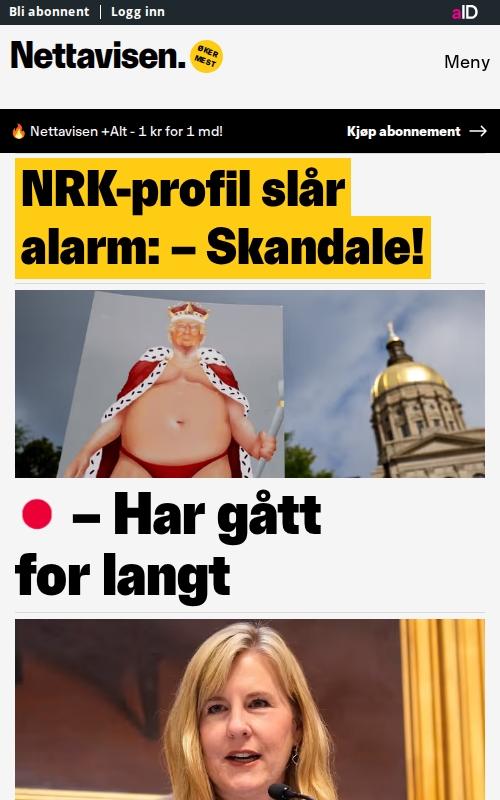 Bli abonnent | Logg inn
aID
Nettavisen.
ØKER
MEST
Meny
Nettavisen +Alt - 1 kr for 1 md!
Kjøp abonnement →
NRK-profil slår
alarm: – Skandale!
– Har gått
for langt